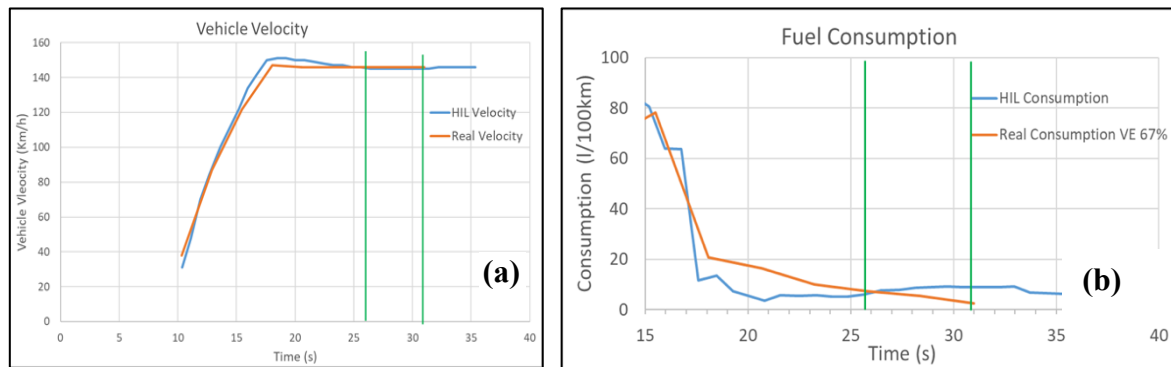 Vehicle Velocity
160
140
120
100
80
60
40
20
0
Vehicle Vleocity (Km/h)
0 5 10 15 20 25 30 35 40
Time (s)
HIL Velocity
Real Velocity
(a)
Fuel Consumption
100
80
60
40
20
0
Consumption (l/100km)
15 20 25 30 35 40
Time (s)
HIL Consumption
Real Consumption VE 67%
(b)